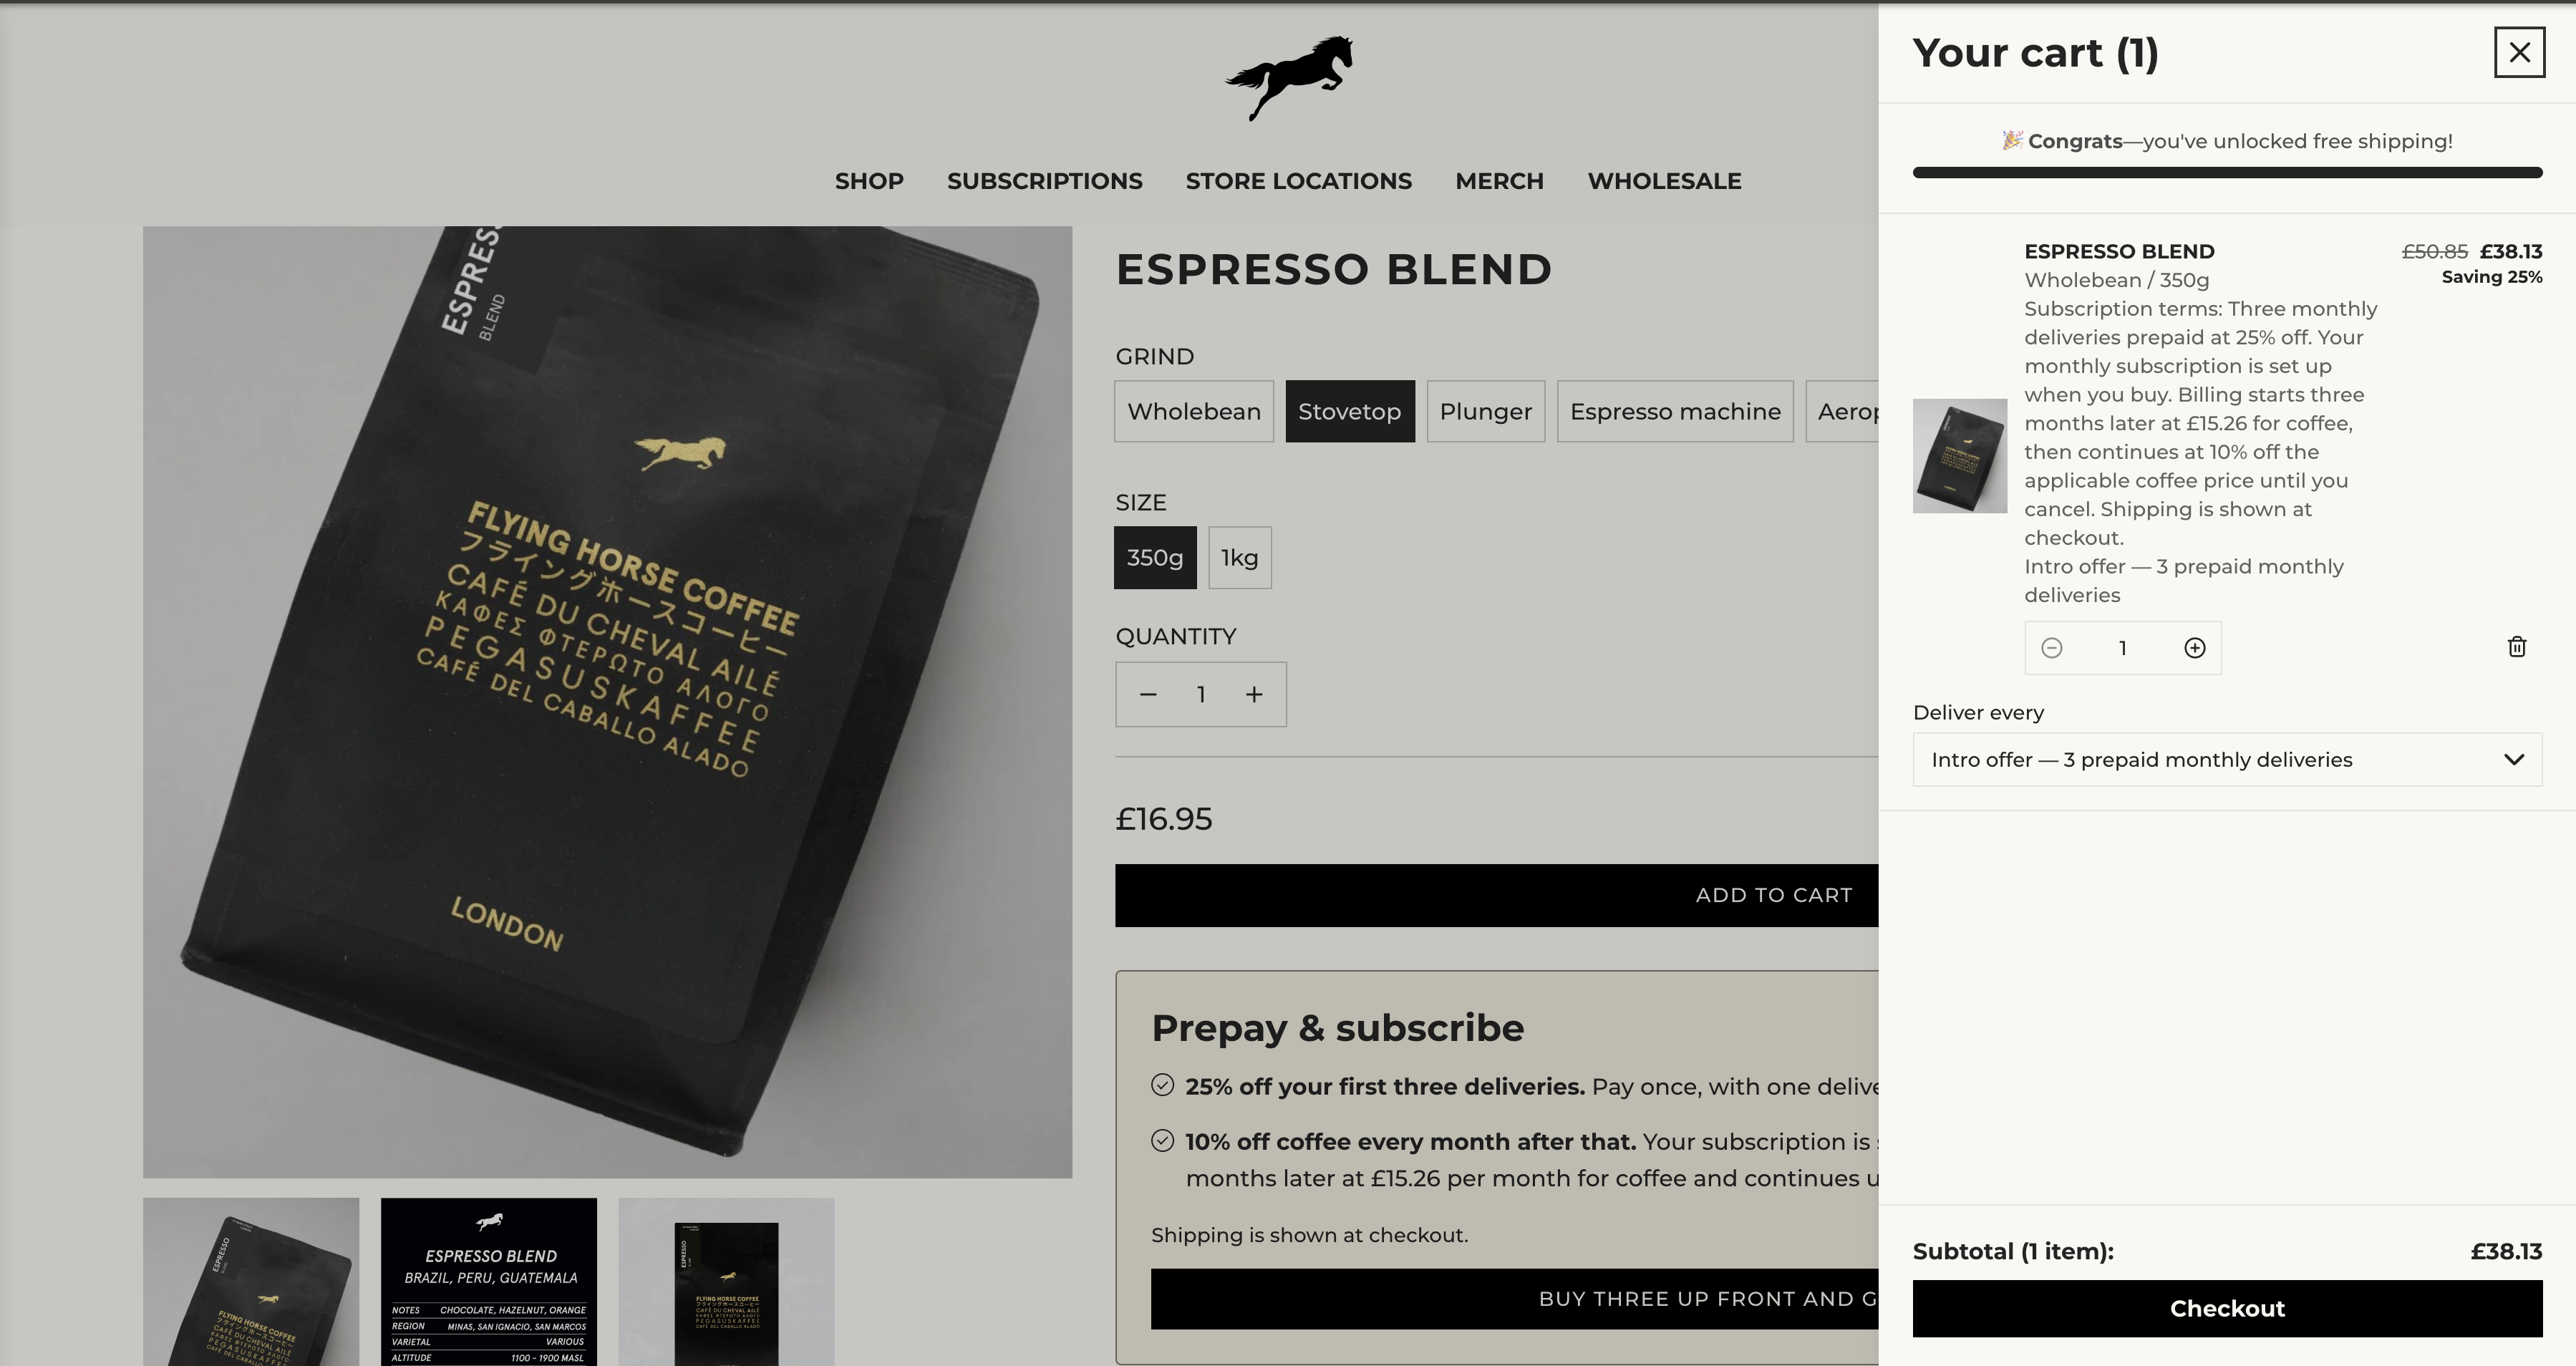 SHOP
SUBSCRIPTIONS
STORE LOCATIONS
MERCH
WHOLESALE
ESPRESS
BLEND
FLYING HORSE COFFEE
フライングホースコーヒー
CAFÉ DU CHEVAL AILÉ
ΚΑΦΕΣ ΦΤΕΡΩΤΟ ΑΛΟΓΟ
PEGASUSKAFFEE
CAFÉ DEL CABALLO ALADO
LONDON
ESPRESSO
ESPRESSO BLEND
BRAZIL, PERU, GUATEMALA
NOTES CHOCOLATE, HAZELNUT, ORANGE
REGION MINAS, SAN IGNACIO, SAN MARCOS
VARIETAL VARIOUS
ALTITUDE 1100 - 1900 MASL
ESPRESSO BLEND
GRIND
Wholebean
Stovetop
Plunger
Espresso machine
Aerop
SIZE
350g
1kg
QUANTITY
− 1 +
£16.95
ADD TO CART
Prepay & subscribe
25% off your first three deliveries. Pay once, with one delive
10% off coffee every month after that. Your subscription is
months later at £15.26 per month for coffee and continues u
Shipping is shown at checkout.
BUY THREE UP FRONT AND G
Your cart (1)
🎉 Congrats—you've unlocked free shipping!
ESPRESSO BLEND
£50.85 £38.13
Saving 25%
Wholebean / 350g
Subscription terms: Three monthly
deliveries prepaid at 25% off. Your
monthly subscription is set up
when you buy. Billing starts three
months later at £15.26 for coffee,
then continues at 10% off the
applicable coffee price until you
cancel. Shipping is shown at
checkout.
Intro offer — 3 prepaid monthly
deliveries
1
Deliver every
Intro offer — 3 prepaid monthly deliveries
Subtotal (1 item): £38.13
Checkout